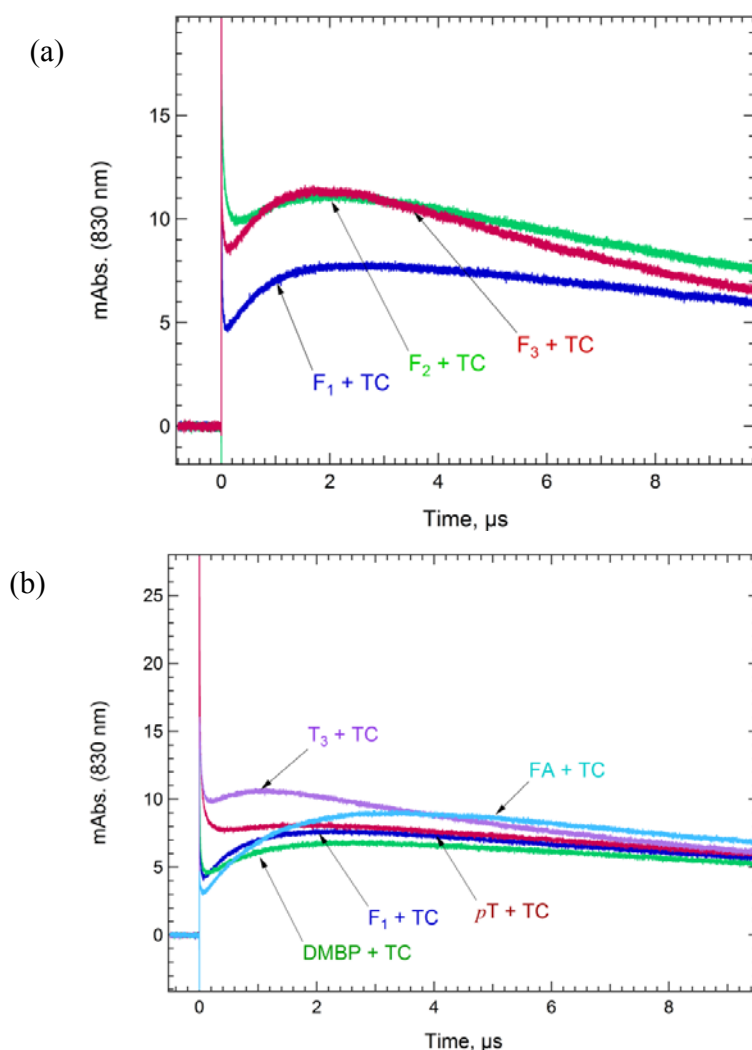 (a)
mAbs. (830 nm)
15
10
5
0
F₁ + TC
F₂ + TC
F₃ + TC
0 2 4 6 8
Time, µs
(b)
mAbs. (830 nm)
25
20
15
10
5
0
T₃ + TC
FA + TC
F₁ + TC
pT + TC
DMBP + TC
0 2 4 6 8
Time, µs